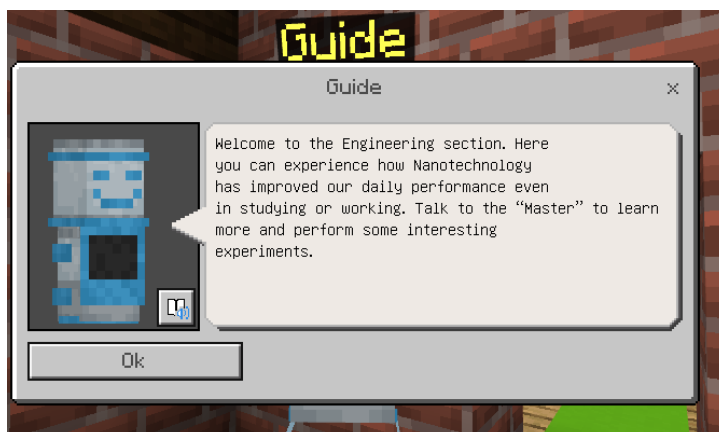 Guide
Guide
Welcome to the Engineering section. Here
you can experience how Nanotechnology
has improved our daily performance even
in studying or working. Talk to the “Master” to learn
more and perform some interesting
experiments.
Ok